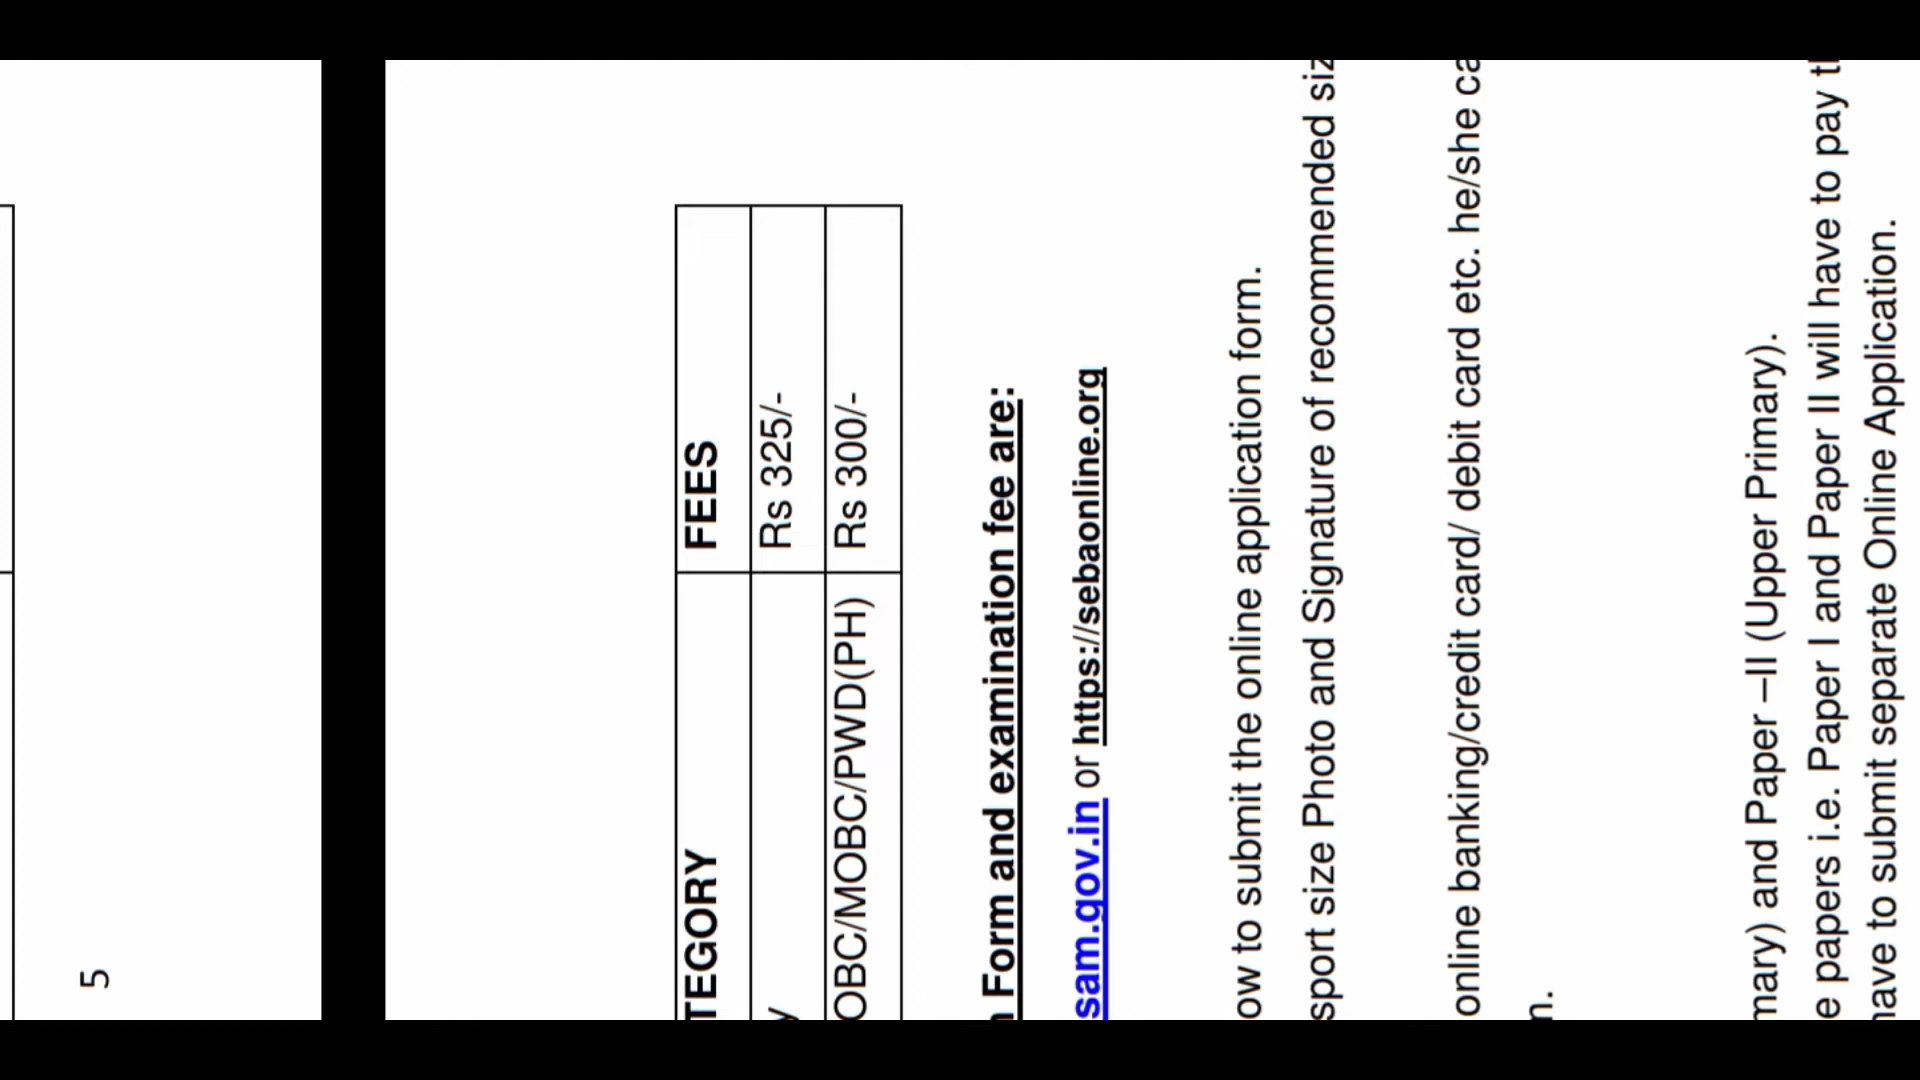 5
TEGORY FEES
y Rs 325/-
OBC/MOBC/PWD(PH) Rs 300/-
n Form and examination fee are:
sam.gov.in or https://sebaonline.org
ow to submit the online application form.
sport size Photo and Signature of recommended siz
online banking/credit card/ debit card etc. he/she ca
n.
mary) and Paper –II (Upper Primary).
e papers i.e. Paper I and Paper II will have to pay th
have to submit separate Online Application.